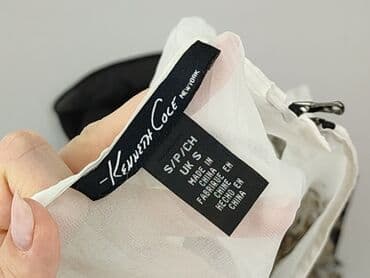 KENNETH COLE NEW YORK
S/P/CH
UK S
MADE IN
CHINA
FABRIQUÉ EN
CHINE
HECHO EN
CHINA